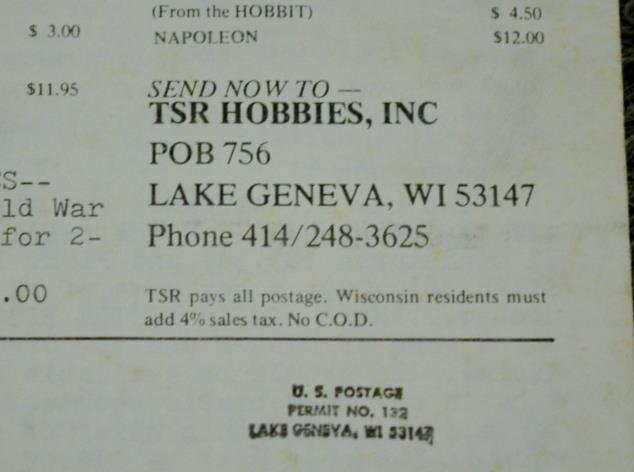 (From the HOBBIT) $ 4.50
$ 3.00
NAPOLEON $12.00
$11.95
SEND NOW TO —
TSR HOBBIES, INC
POB 756
LAKE GENEVA, WI 53147
Phone 414/248-3625
S--
ld War
for 2-
.00
TSR pays all postage. Wisconsin residents must
add 4% sales tax. No C.O.D.
U. S. POSTAGE
PERMIT NO. 132
LAKE GENEVA, WI 53147